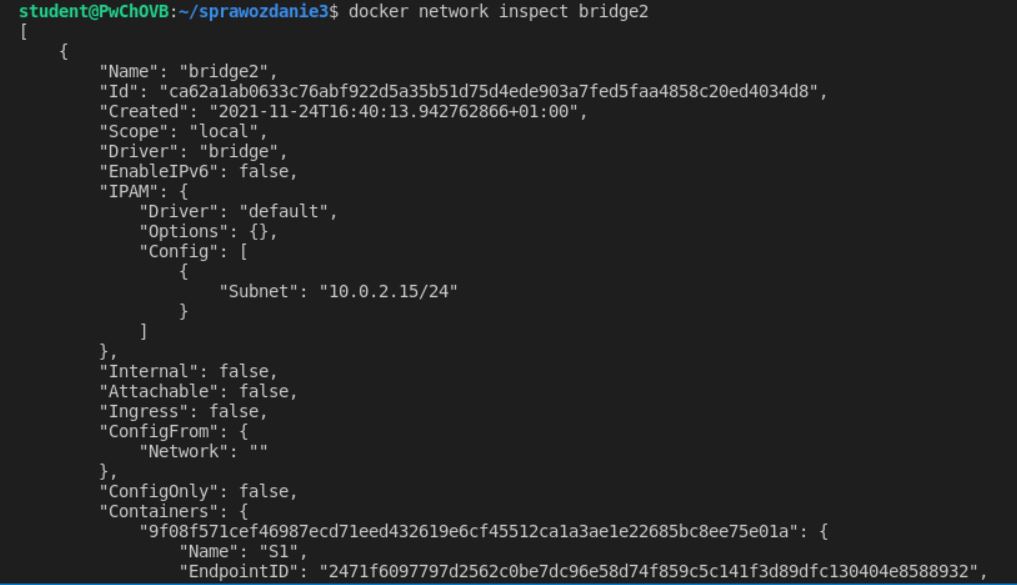 student@PwChOVB:~/sprawozdanie3$ docker network inspect bridge2
[
    {
        "Name": "bridge2",
        "Id": "ca62a1ab0633c76abf922d5a35b51d75d4ede903a7fed5faa4858c20ed4034d8",
        "Created": "2021-11-24T16:40:13.942762866+01:00",
        "Scope": "local",
        "Driver": "bridge",
        "EnableIPv6": false,
        "IPAM": {
            "Driver": "default",
            "Options": {},
            "Config": [
                {
                    "Subnet": "10.0.2.15/24"
                }
            ]
        },
        "Internal": false,
        "Attachable": false,
        "Ingress": false,
        "ConfigFrom": {
            "Network": ""
        },
        "ConfigOnly": false,
        "Containers": {
            "9f08f571cef46987ecd71eed432619e6cf45512ca1a3ae1e22685bc8ee75e01a": {
                "Name": "S1",
                "EndpointID": "2471f6097797d2562c0be7dc96e58d74f859c5c141f3d89dfc130404e8588932",